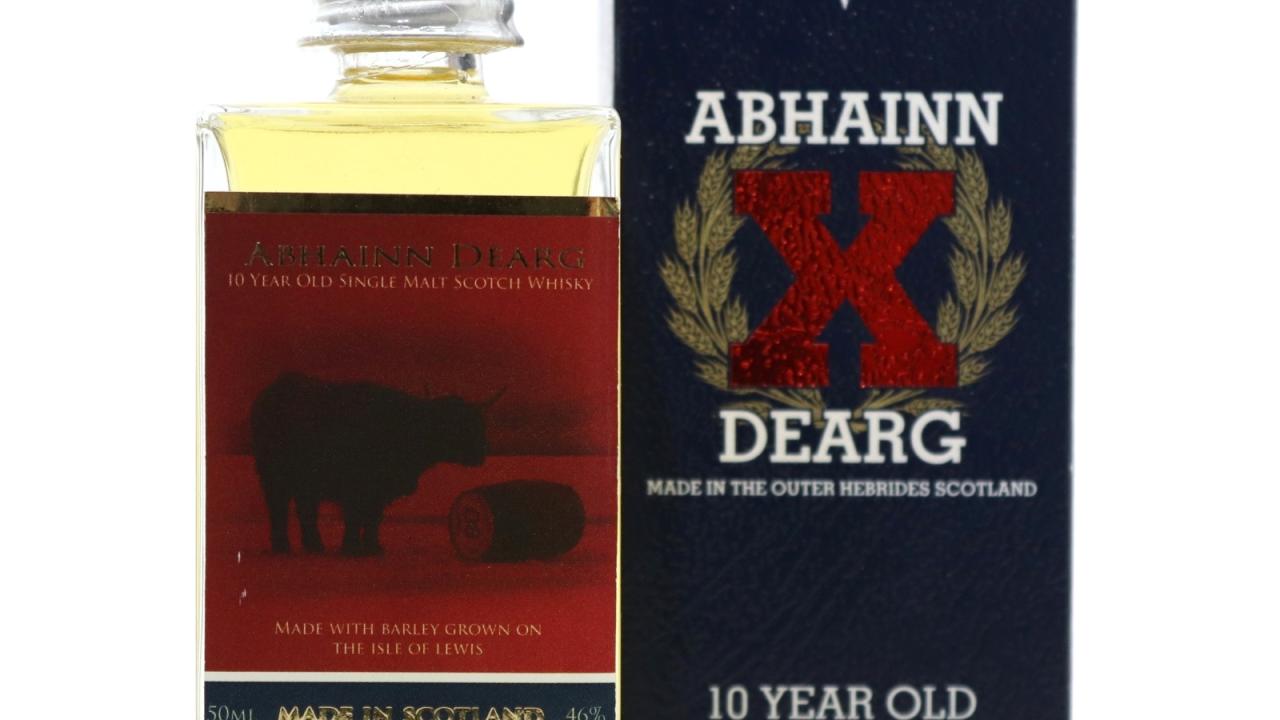 ABHAINN DEARG
10 YEAR OLD SINGLE MALT SCOTCH WHISKY
MADE WITH BARLEY GROWN ON
THE ISLE OF LEWIS
50ML MADE IN SCOTLAND 46%
ABHAINN
X
DEARG
MADE IN THE OUTER HEBRIDES SCOTLAND
10 YEAR OLD